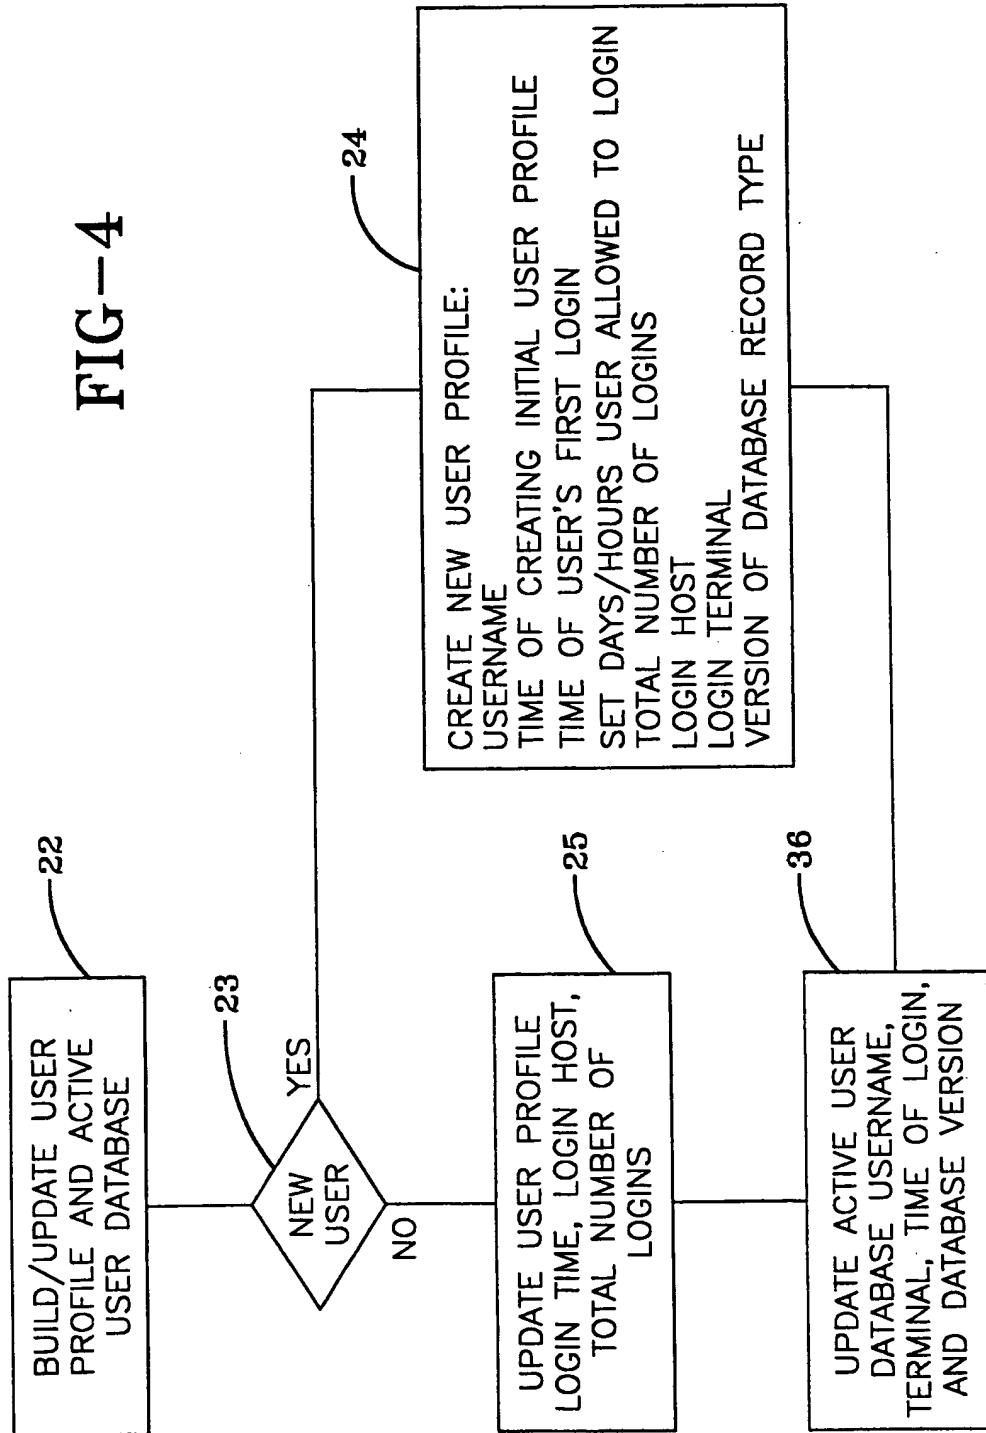 FIG-4
BUILD/UPDATE USER
PROFILE AND ACTIVE
USER DATABASE
22
NEW
USER
23
YES
NO
CREATE NEW USER PROFILE:
USERNAME
TIME OF CREATING INITIAL USER PROFILE
TIME OF USER'S FIRST LOGIN
SET DAYS/HOURS USER ALLOWED TO LOGIN
TOTAL NUMBER OF LOGINS
LOGIN HOST
LOGIN TERMINAL
VERSION OF DATABASE RECORD TYPE
24
UPDATE USER PROFILE
LOGIN TIME, LOGIN HOST,
TOTAL NUMBER OF
LOGINS
25
UPDATE ACTIVE USER
DATABASE USERNAME,
TERMINAL, TIME OF LOGIN,
AND DATABASE VERSION
36